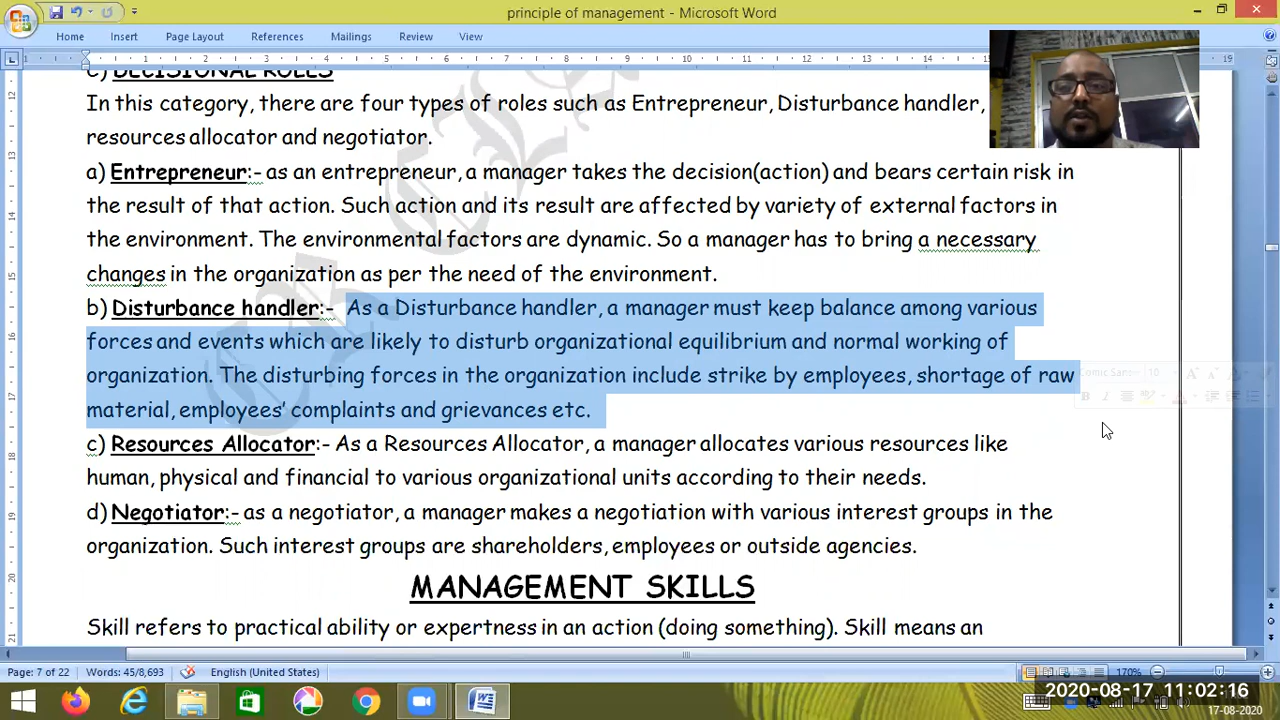 principle of management - Microsoft Word
Home Insert Page Layout References Mailings Review View
c) DECISIONAL ROLES
In this category, there are four types of roles such as Entrepreneur, Disturbance handler,
resources allocator and negotiator.
a) Entrepreneur:- as an entrepreneur, a manager takes the decision(action) and bears certain risk in
the result of that action. Such action and its result are affected by variety of external factors in
the environment. The environmental factors are dynamic. So a manager has to bring a necessary
changes in the organization as per the need of the environment.
b) Disturbance handler:- As a Disturbance handler, a manager must keep balance among various
forces and events which are likely to disturb organizational equilibrium and normal working of
organization. The disturbing forces in the organization include strike by employees, shortage of raw
material, employees' complaints and grievances etc.
c) Resources Allocator:- As a Resources Allocator, a manager allocates various resources like
human, physical and financial to various organizational units according to their needs.
d) Negotiator:- as a negotiator, a manager makes a negotiation with various interest groups in the
organization. Such interest groups are shareholders, employees or outside agencies.
MANAGEMENT SKILLS
Skill refers to practical ability or expertness in an action (doing something). Skill means an
Page: 7 of 22 Words: 45/8,693 English (United States) 170%
2020-08-17 11:02:16
17-08-2020